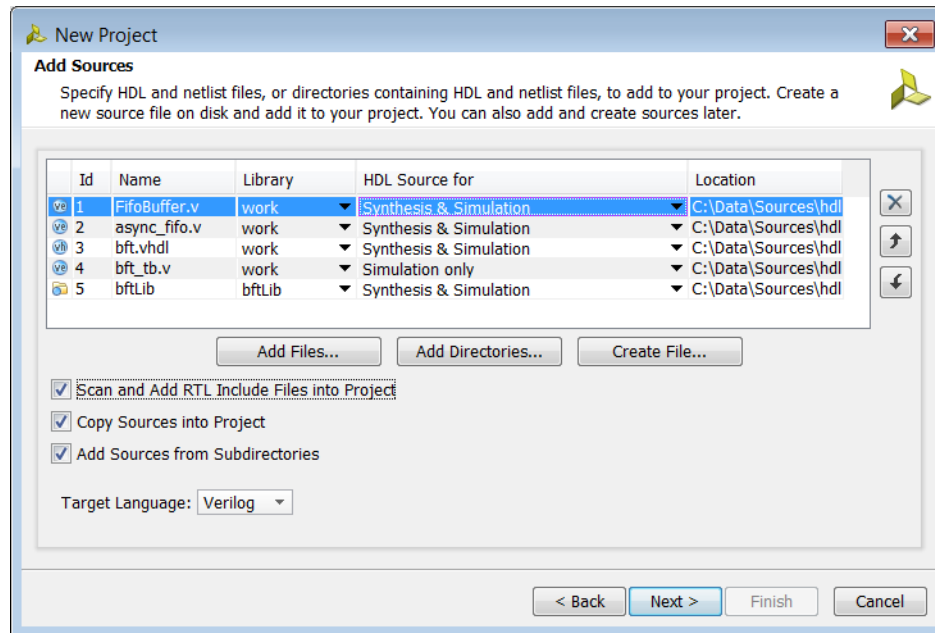 New Project
Add Sources
Specify HDL and netlist files, or directories containing HDL and netlist files, to add to your project. Create a
new source file on disk and add it to your project. You can also add and create sources later.
Id Name Library HDL Source for Location
ve 1 FifoBuffer.v work Synthesis & Simulation C:\Data\Sources\hdl
ve 2 async_fifo.v work Synthesis & Simulation C:\Data\Sources\hdl
vh 3 bft.vhdl work Synthesis & Simulation C:\Data\Sources\hdl
ve 4 bft_tb.v work Simulation only C:\Data\Sources\hdl
5 bftLib bftLib Synthesis & Simulation C:\Data\Sources\hdl
Add Files... Add Directories... Create File...
Scan and Add RTL Include Files into Project
Copy Sources into Project
Add Sources from Subdirectories
Target Language: Verilog
< Back Next > Finish Cancel